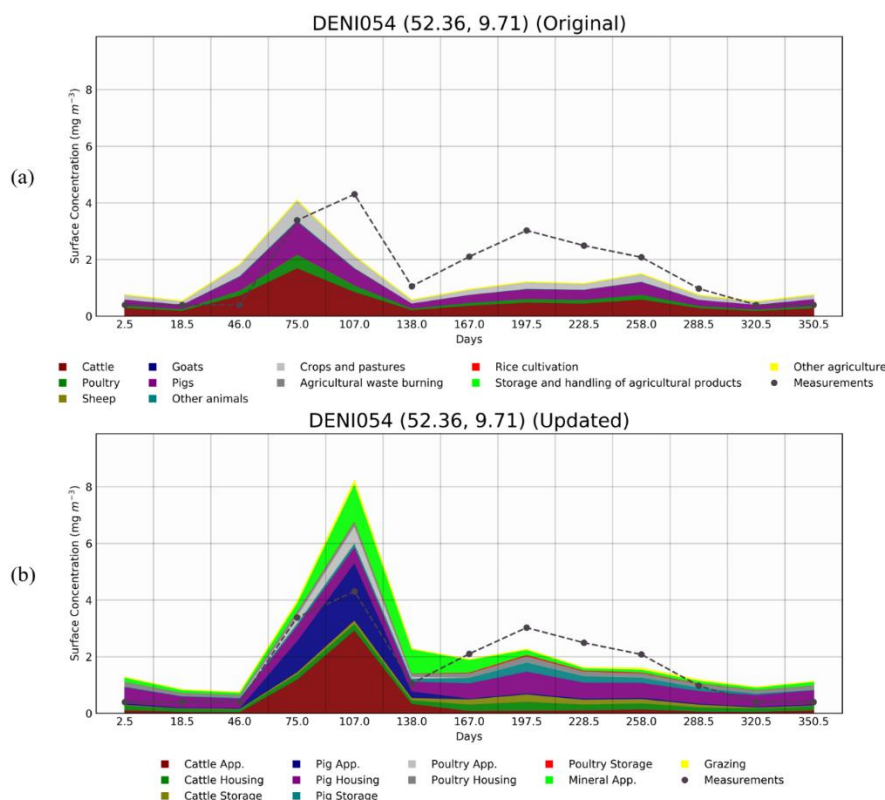 DENI054 (52.36, 9.71) (Original)
(a)
Surface Concentration (mg m⁻³)
8
6
4
2
0
2.5 18.5 46.0 75.0 107.0 138.0 167.0 197.5 228.5 258.0 288.5 320.5 350.5
Days
Cattle Goats Crops and pastures Rice cultivation Other agriculture
Poultry Pigs Agricultural waste burning Storage and handling of agricultural products Measurements
Sheep Other animals
DENI054 (52.36, 9.71) (Updated)
(b)
Surface Concentration (mg m⁻³)
8
6
4
2
0
2.5 18.5 46.0 75.0 107.0 138.0 167.0 197.5 228.5 258.0 288.5 320.5 350.5
Days
Cattle App. Pig App. Poultry App. Poultry Storage Grazing
Cattle Housing Pig Housing Poultry Housing Mineral App. Measurements
Cattle Storage Pig Storage